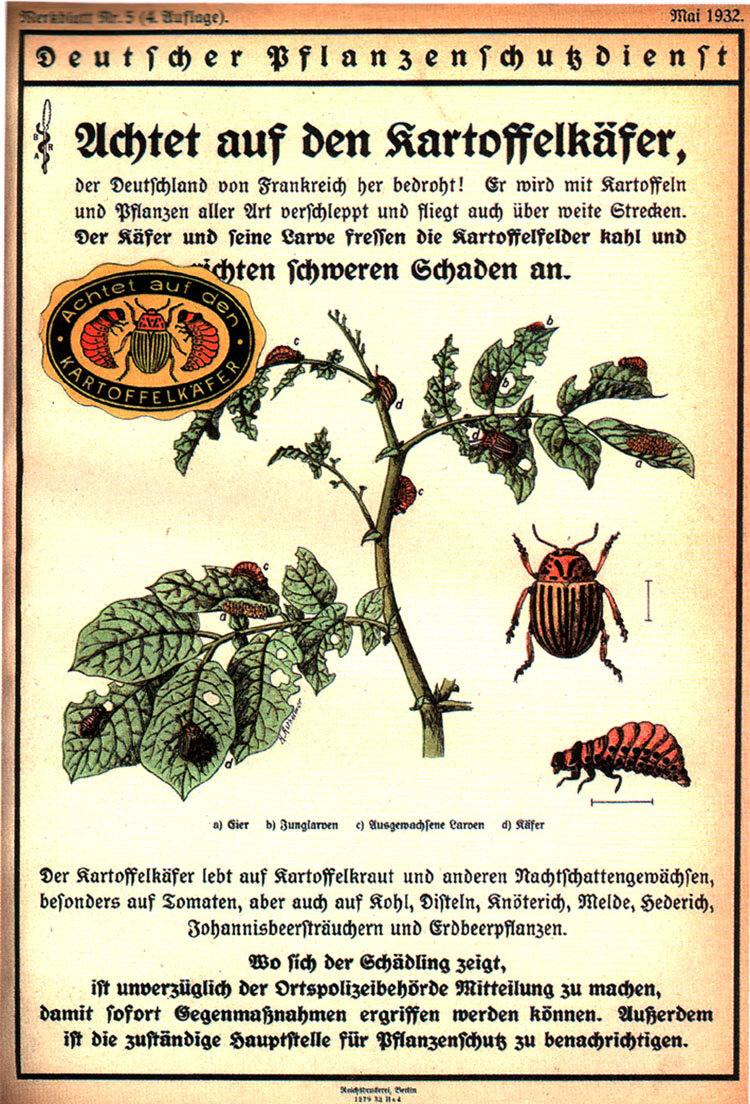 Merkblatt Nr. 5 (4. Auflage).
Mai 1932.
Deutscher Pflanzenschutzdienst
B R A
Achtet auf den Kartoffelkäfer,
der Deutschland von Frankreich her bedroht! Er wird mit Kartoffeln
und Pflanzen aller Art verschleppt und fliegt auch über weite Strecken.
Der Käfer und seine Larve fressen die Kartoffelfelder kahl und
richten schweren Schaden an.
Achtet auf den
KARTOFFELKÄFER
c
d
b
b
d
a
c
c
a
d
a) Eier b) Junglarven c) Ausgewachsene Larven d) Käfer
Der Kartoffelkäfer lebt auf Kartoffelkraut und anderen Nachtschattengewächsen,
besonders auf Tomaten, aber auch auf Kohl, Disteln, Knöterich, Melde, Hederich,
Johannisbeersträuchern und Erdbeerpflanzen.
Wo sich der Schädling zeigt,
ist unverzüglich der Ortspolizeibehörde Mitteilung zu machen,
damit sofort Gegenmaßnahmen ergriffen werden können. Außerdem
ist die zuständige Hauptstelle für Pflanzenschutz zu benachrichtigen.
Reichsdruckerei, Berlin
1279 32